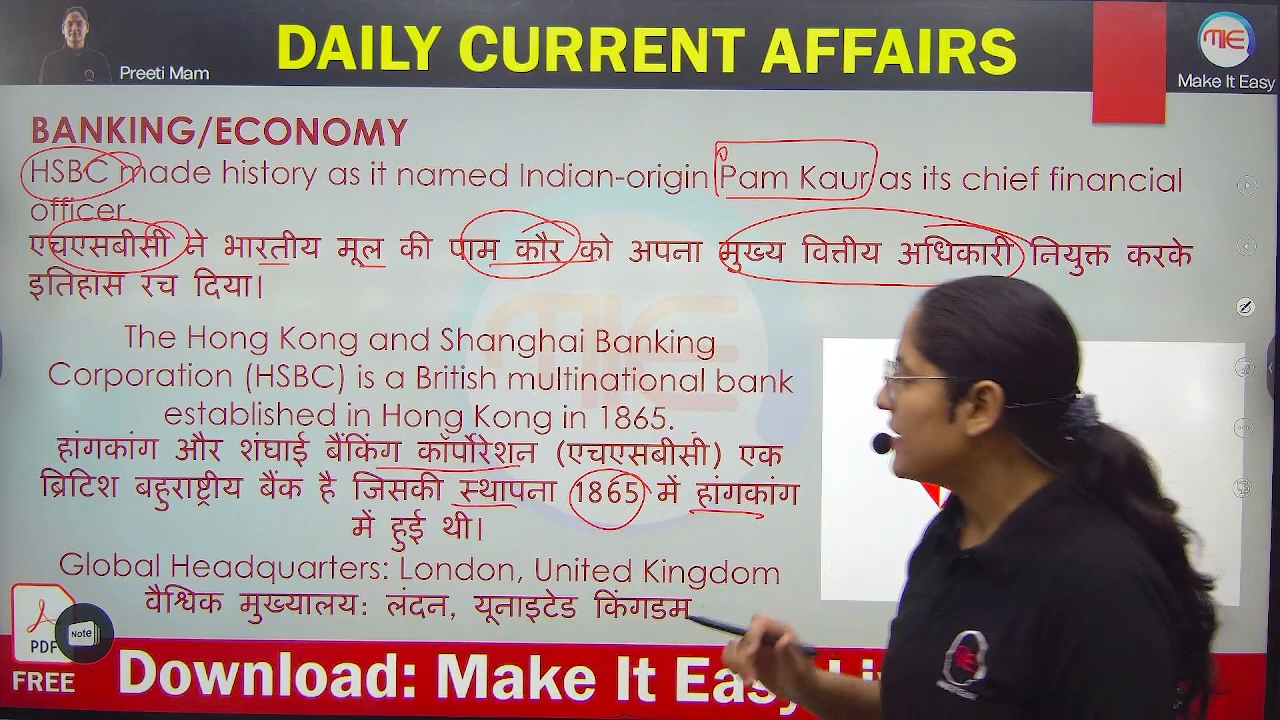 Preeti Mam
DAILY CURRENT AFFAIRS
MIE
Make It Easy
BANKING/ECONOMY
HSBC made history as it named Indian-origin Pam Kaur as its chief financial
officer.
एचएसबीसी ने भारतीय मूल की पाम कौर को अपना मुख्य वित्तीय अधिकारी नियुक्त करके
इतिहास रच दिया।
The Hong Kong and Shanghai Banking
Corporation (HSBC) is a British multinational bank
established in Hong Kong in 1865.
हांगकांग और शंघाई बैंकिंग कॉर्पोरेशन (एचएसबीसी) एक
ब्रिटिश बहुराष्ट्रीय बैंक है जिसकी स्थापना 1865 में हांगकांग
में हुई थी।
Global Headquarters: London, United Kingdom
वैश्विक मुख्यालय: लंदन, यूनाइटेड किंगडम
PDF
Note
FREE
Download: Make It Easy